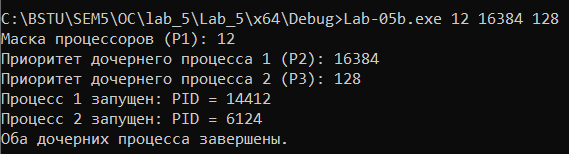 C:\BSTU\SEM5\OC\lab_5\Lab_5\x64\Debug>Lab-05b.exe 12 16384 128
Маска процессоров (P1): 12
Приоритет дочернего процесса 1 (P2): 16384
Приоритет дочернего процесса 2 (P3): 128
Процесс 1 запущен: PID = 14412
Процесс 2 запущен: PID = 6124
Оба дочерних процесса завершены.